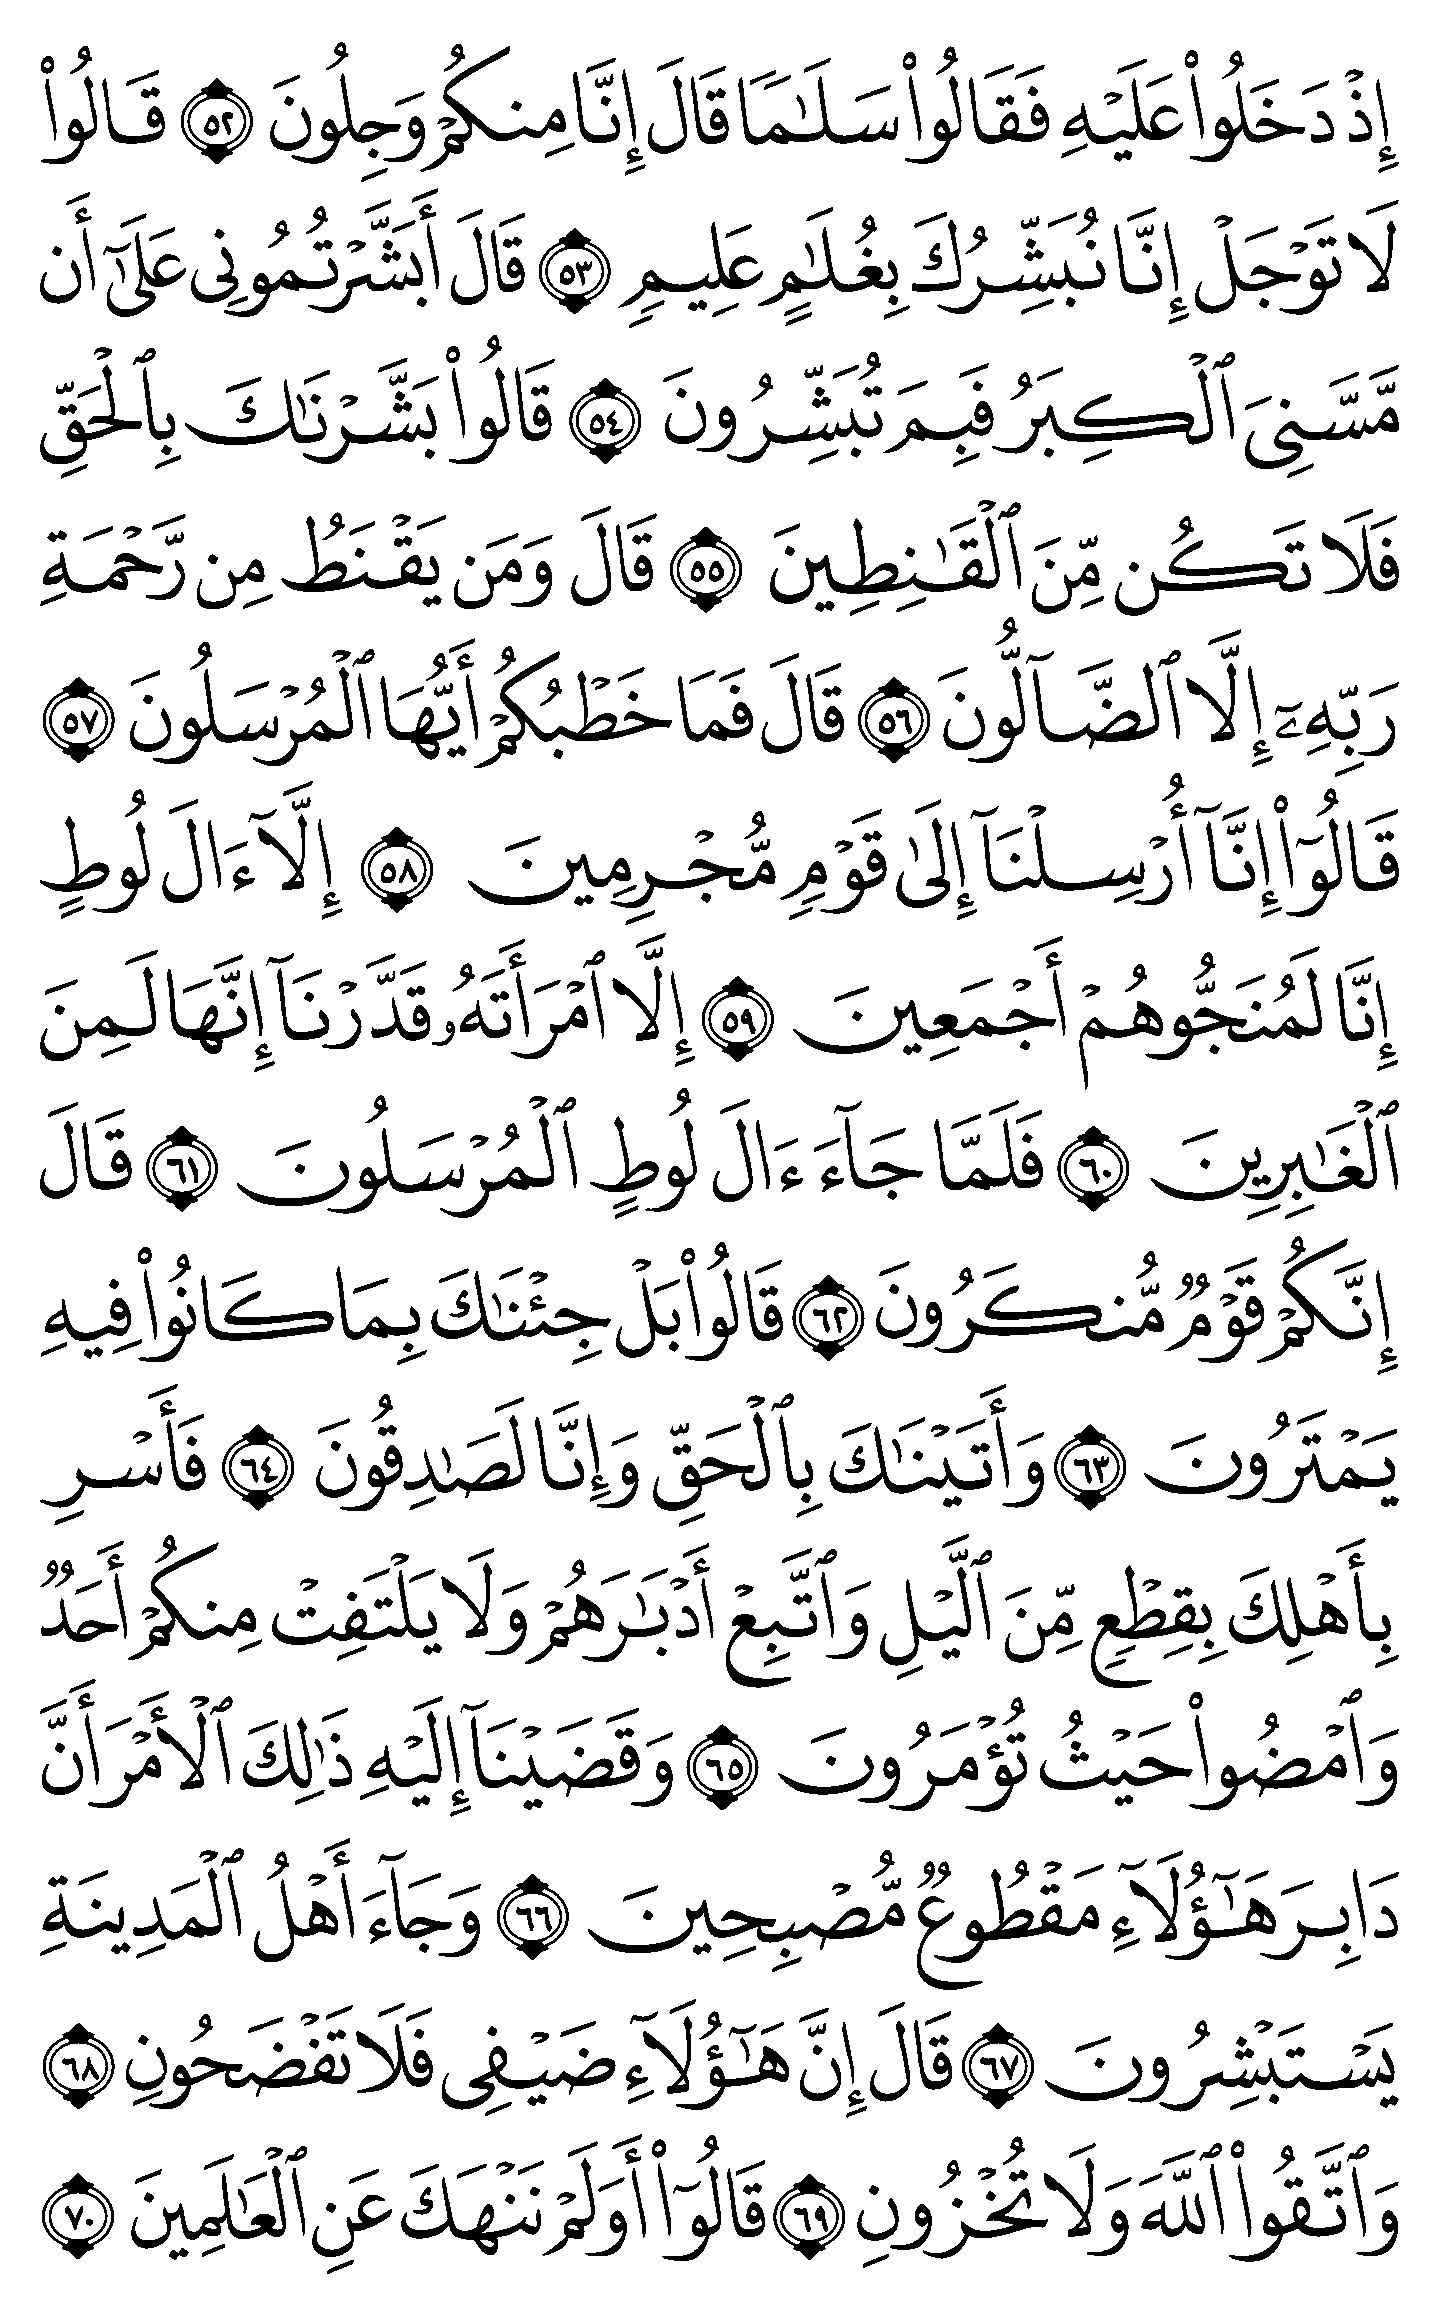 إِذۡ دَخَلُواْ عَلَيۡهِ فَقَالُواْ سَلَٰمٗا قَالَ إِنَّا مِنكُمۡ وَجِلُونَ ٥٢ قَالُواْ
لَا تَوۡجَلۡ إِنَّا نُبَشِّرُكَ بِغُلَٰمٍ عَلِيمٖ ٥٣ قَالَ أَبَشَّرۡتُمُونِي عَلَىٰٓ أَن
مَّسَّنِيَ ٱلۡكِبَرُ فَبِمَ تُبَشِّرُونَ ٥٤ قَالُواْ بَشَّرۡنَٰكَ بِٱلۡحَقِّ
فَلَا تَكُن مِّنَ ٱلۡقَٰنِطِينَ ٥٥ قَالَ وَمَن يَقۡنَطُ مِن رَّحۡمَةِ
رَبِّهِۦٓ إِلَّا ٱلضَّآلُّونَ ٥٦ قَالَ فَمَا خَطۡبُكُمۡ أَيُّهَا ٱلۡمُرۡسَلُونَ ٥٧
قَالُوٓاْ إِنَّآ أُرۡسِلۡنَآ إِلَىٰ قَوۡمٖ مُّجۡرِمِينَ ٥٨ إِلَّآ ءَالَ لُوطٍ
إِنَّا لَمُنَجُّوهُمۡ أَجۡمَعِينَ ٥٩ إِلَّا ٱمۡرَأَتَهُۥ قَدَّرۡنَآ إِنَّهَا لَمِنَ
ٱلۡغَٰبِرِينَ ٦٠ فَلَمَّا جَآءَ ءَالَ لُوطٍ ٱلۡمُرۡسَلُونَ ٦١ قَالَ
إِنَّكُمۡ قَوۡمٞ مُّنكَرُونَ ٦٢ قَالُواْ بَلۡ جِئۡنَٰكَ بِمَا كَانُواْ فِيهِ
يَمۡتَرُونَ ٦٣ وَأَتَيۡنَٰكَ بِٱلۡحَقِّ وَإِنَّا لَصَٰدِقُونَ ٦٤ فَأَسۡرِ
بِأَهۡلِكَ بِقِطۡعٖ مِّنَ ٱلَّيۡلِ وَٱتَّبِعۡ أَدۡبَٰرَهُمۡ وَلَا يَلۡتَفِتۡ مِنكُمۡ أَحَدٞ
وَٱمۡضُواْ حَيۡثُ تُؤۡمَرُونَ ٦٥ وَقَضَيۡنَآ إِلَيۡهِ ذَٰلِكَ ٱلۡأَمۡرَ أَنَّ
دَابِرَ هَٰٓؤُلَآءِ مَقۡطُوعٞ مُّصۡبِحِينَ ٦٦ وَجَآءَ أَهۡلُ ٱلۡمَدِينَةِ
يَسۡتَبۡشِرُونَ ٦٧ قَالَ إِنَّ هَٰٓؤُلَآءِ ضَيۡفِي فَلَا تَفۡضَحُونِ ٦٨
وَٱتَّقُواْ ٱللَّهَ وَلَا تُخۡزُونِ ٦٩ قَالُوٓاْ أَوَلَمۡ نَنۡهَكَ عَنِ ٱلۡعَٰلَمِينَ ٧٠